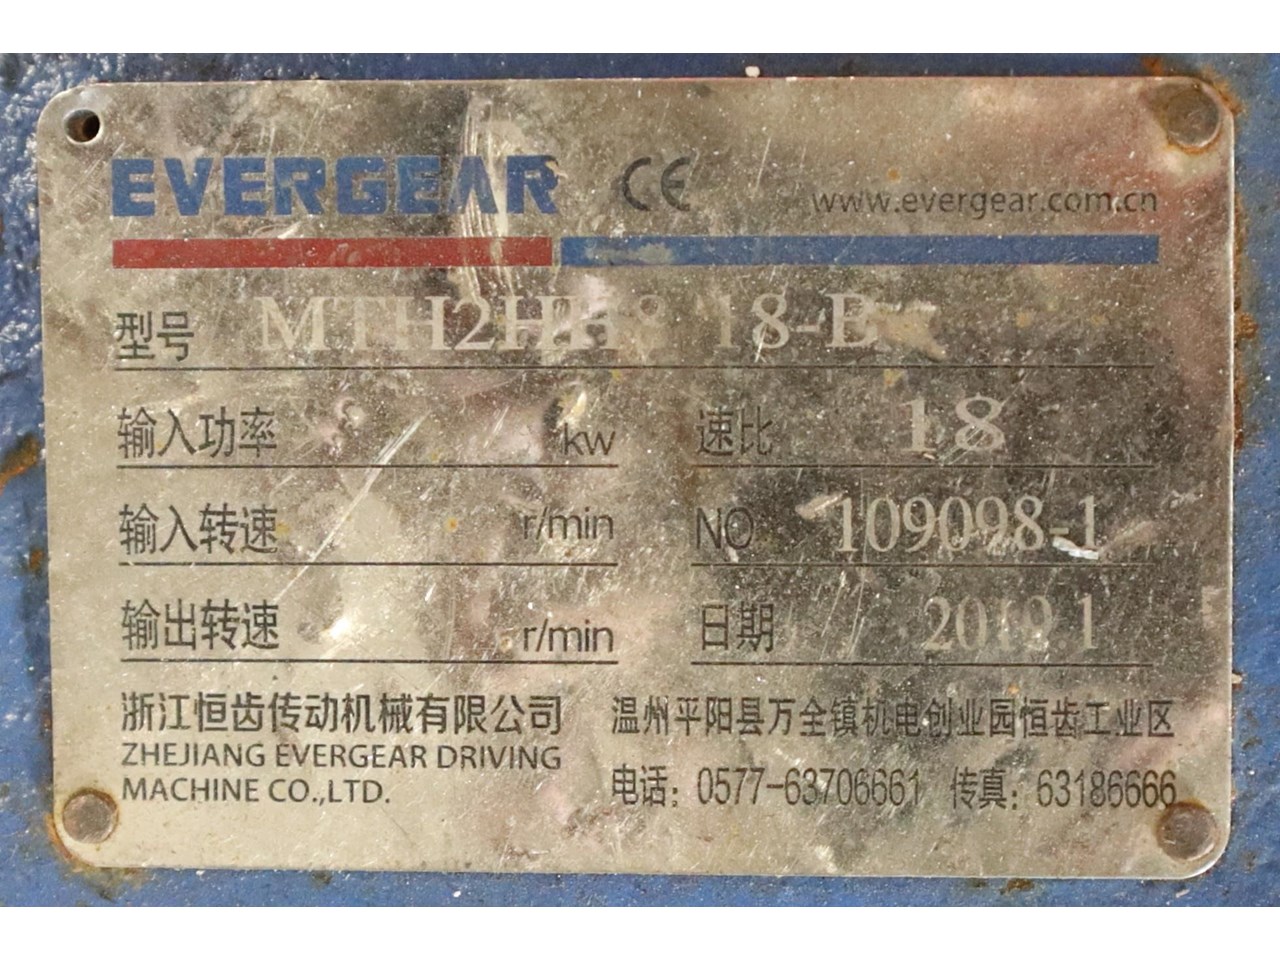 EVERGEAR CE www.evergear.com.cn
型号 MTH2HH8 18-B
输入功率 kw 速比 18
输入转速 r/min NO 109098-1
输出转速 r/min 日期
浙江恒齿传动机械有限公司 温州平阳县万全镇机电创业园恒齿工业区
ZHEJIANG EVERGEAR DRIVING
MACHINE CO.,LTD. 电话：0577-63706661 传真：63186666